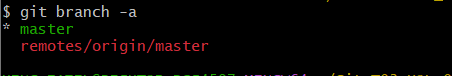 $ git branch -a
* master
  remotes/origin/master